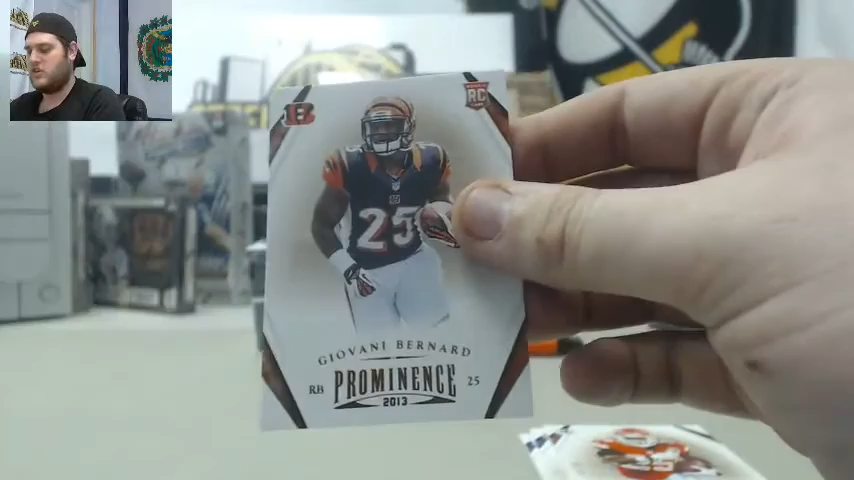 RC
25
GIOVANI BERNARD
RB PROMINENCE 25
2013